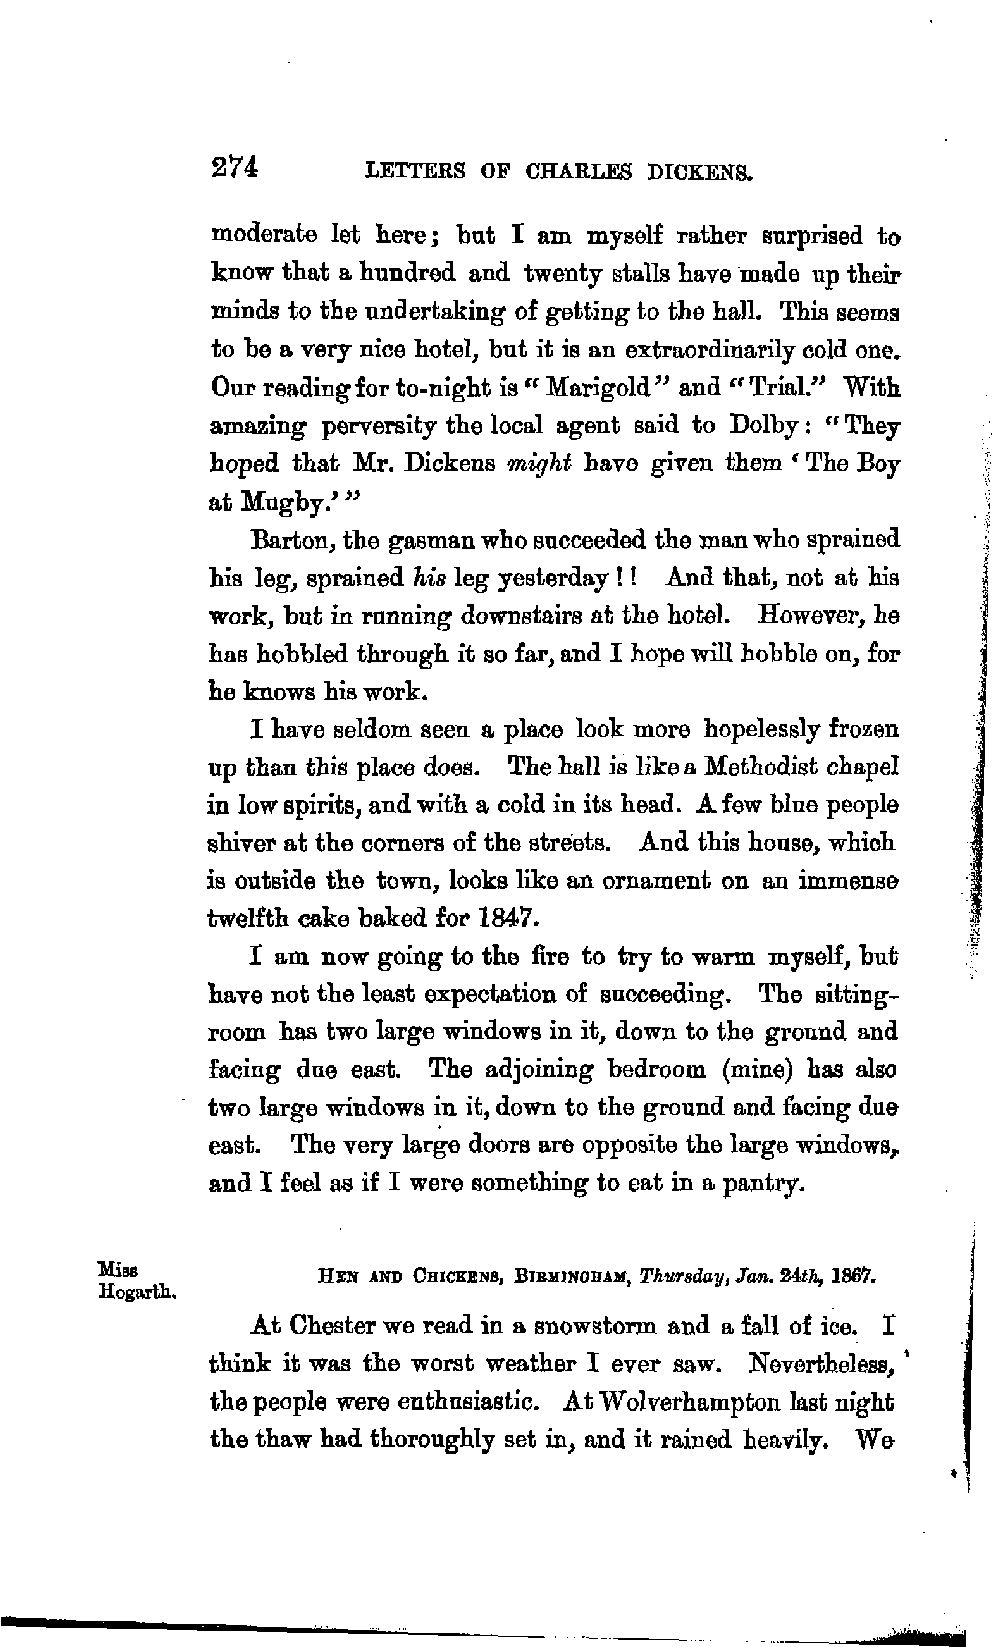 274 LETTERS OF CHARLES DICKENS.
moderate let here; but I am myself rather surprised to
know that a hundred and twenty stalls have made up their
minds to the undertaking of getting to the hall. This seems
to be a very nice hotel, but it is an extraordinarily cold one.
Our reading for to-night is “Marigold” and “Trial.” With
amazing perversity the local agent said to Dolby: “They
hoped that Mr. Dickens might have given them ‘The Boy
at Mugby.’”
Barton, the gasman who succeeded the man who sprained
his leg, sprained his leg yesterday!! And that, not at his
work, but in running downstairs at the hotel. However, he
has hobbled through it so far, and I hope will hobble on, for
he knows his work.
I have seldom seen a place look more hopelessly frozen
up than this place does. The hall is like a Methodist chapel
in low spirits, and with a cold in its head. A few blue people
shiver at the corners of the streets. And this house, which
is outside the town, looks like an ornament on an immense
twelfth cake baked for 1847.
I am now going to the fire to try to warm myself, but
have not the least expectation of succeeding. The sitting-
room has two large windows in it, down to the ground and
facing due east. The adjoining bedroom (mine) has also
two large windows in it, down to the ground and facing due
east. The very large doors are opposite the large windows,
and I feel as if I were something to eat in a pantry.
Miss
Hogarth.
HEN AND CHICKENS, BIRMINGHAM, Thursday, Jan. 24th, 1867.
At Chester we read in a snowstorm and a fall of ice. I
think it was the worst weather I ever saw. Nevertheless,
the people were enthusiastic. At Wolverhampton last night
the thaw had thoroughly set in, and it rained heavily. We